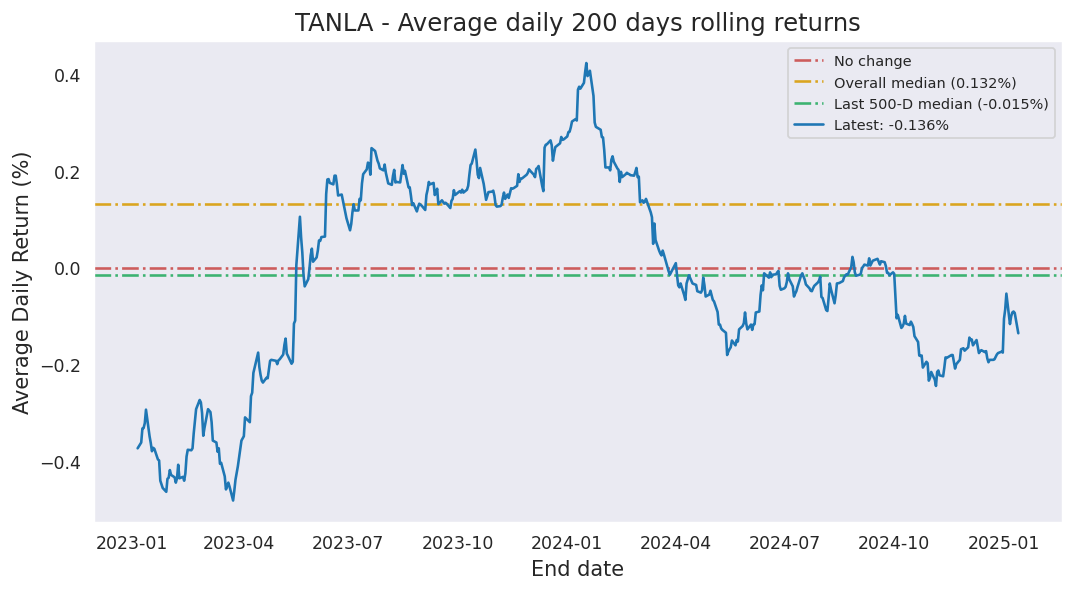 TANLA - Average daily 200 days rolling returns
No change
Overall median (0.132%)
Last 500-D median (-0.015%)
Latest: -0.136%
Average Daily Return (%)
0.4
0.2
0.0
−0.2
−0.4
2023-01 2023-04 2023-07 2023-10 2024-01 2024-04 2024-07 2024-10 2025-01
End date